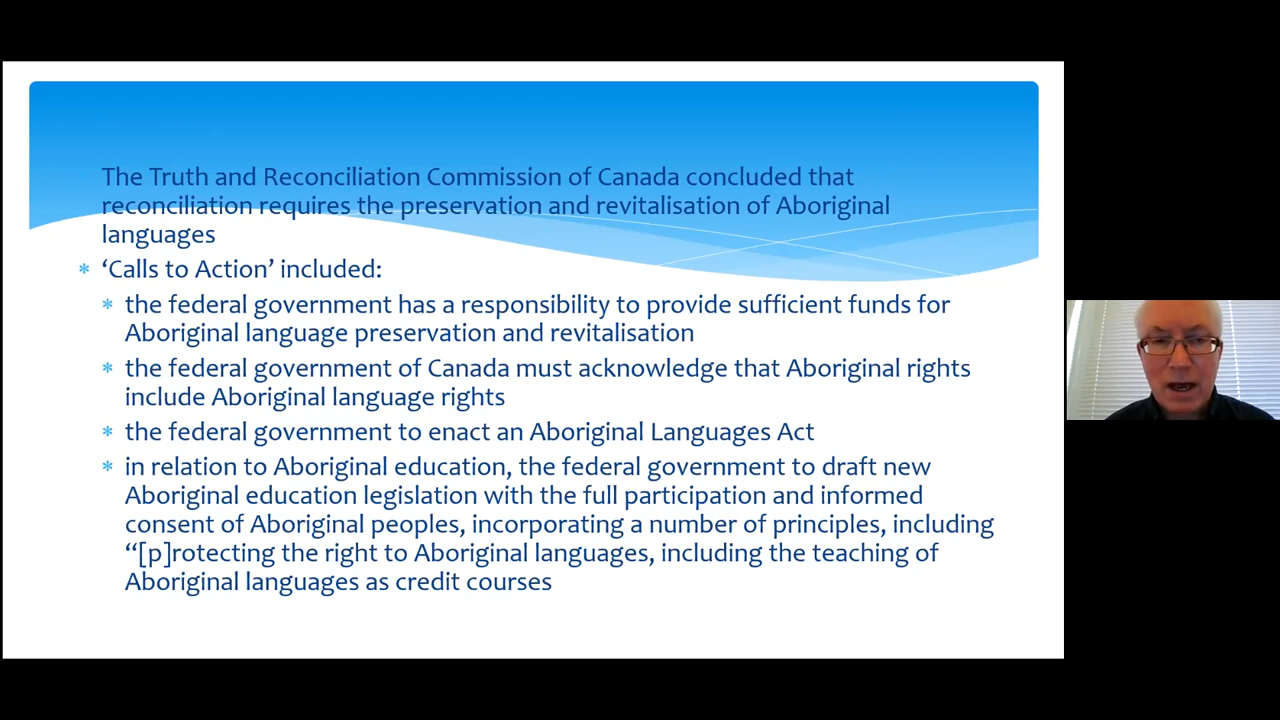 The Truth and Reconciliation Commission of Canada concluded that
reconciliation requires the preservation and revitalisation of Aboriginal
languages
* ‘Calls to Action’ included:
* the federal government has a responsibility to provide sufficient funds for
Aboriginal language preservation and revitalisation
* the federal government of Canada must acknowledge that Aboriginal rights
include Aboriginal language rights
* the federal government to enact an Aboriginal Languages Act
* in relation to Aboriginal education, the federal government to draft new
Aboriginal education legislation with the full participation and informed
consent of Aboriginal peoples, incorporating a number of principles, including
“[p]rotecting the right to Aboriginal languages, including the teaching of
Aboriginal languages as credit courses